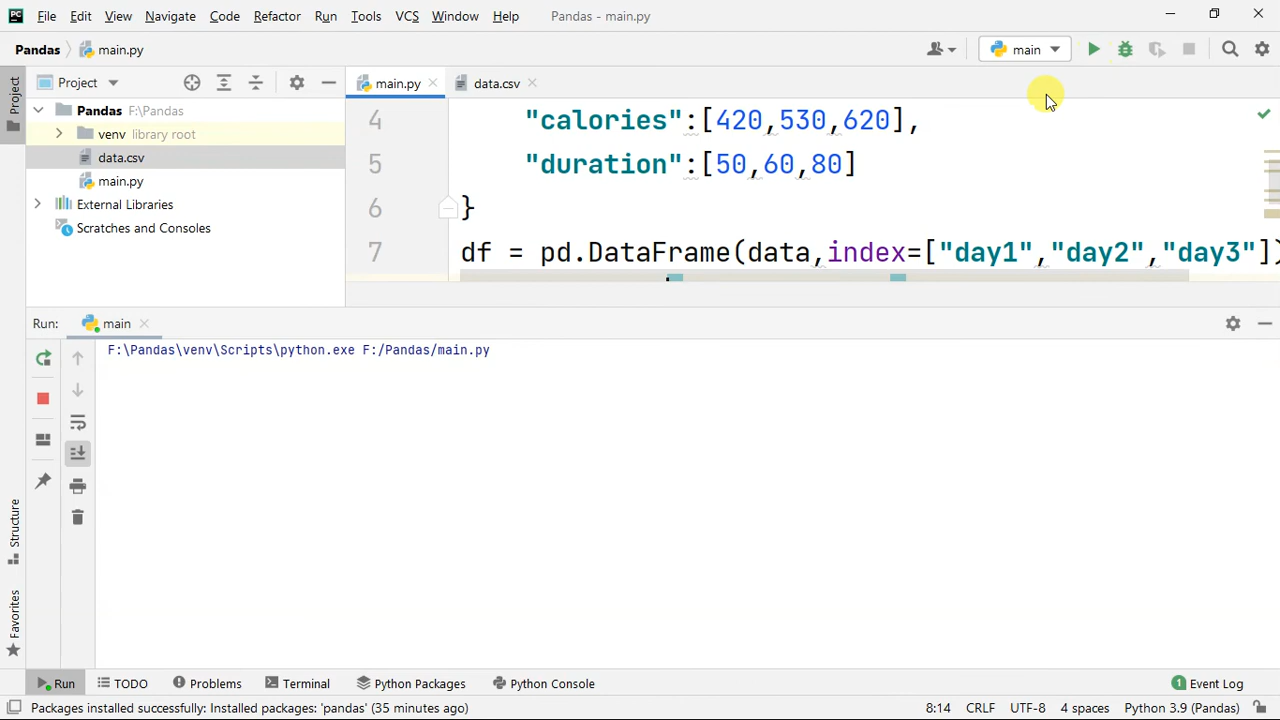 PC File Edit View Navigate Code Refactor Run Tools VCS Window Help Pandas - main.py
Pandas main.py main
Project main.py data.csv
Project
Pandas F:\Pandas
venv library root
data.csv
main.py
External Libraries
Scratches and Consoles
4 "calories":[420,530,620],
5 "duration":[50,60,80]
6 }
7 df = pd.DataFrame(data,index=["day1","day2","day3"])
Run: main
F:\Pandas\venv\Scripts\python.exe F:/Pandas/main.py
Structure
Favorites
Run TODO Problems Terminal Python Packages Python Console 1 Event Log
Packages installed successfully: Installed packages: 'pandas' (35 minutes ago) 8:14 CRLF UTF-8 4 spaces Python 3.9 (Pandas)